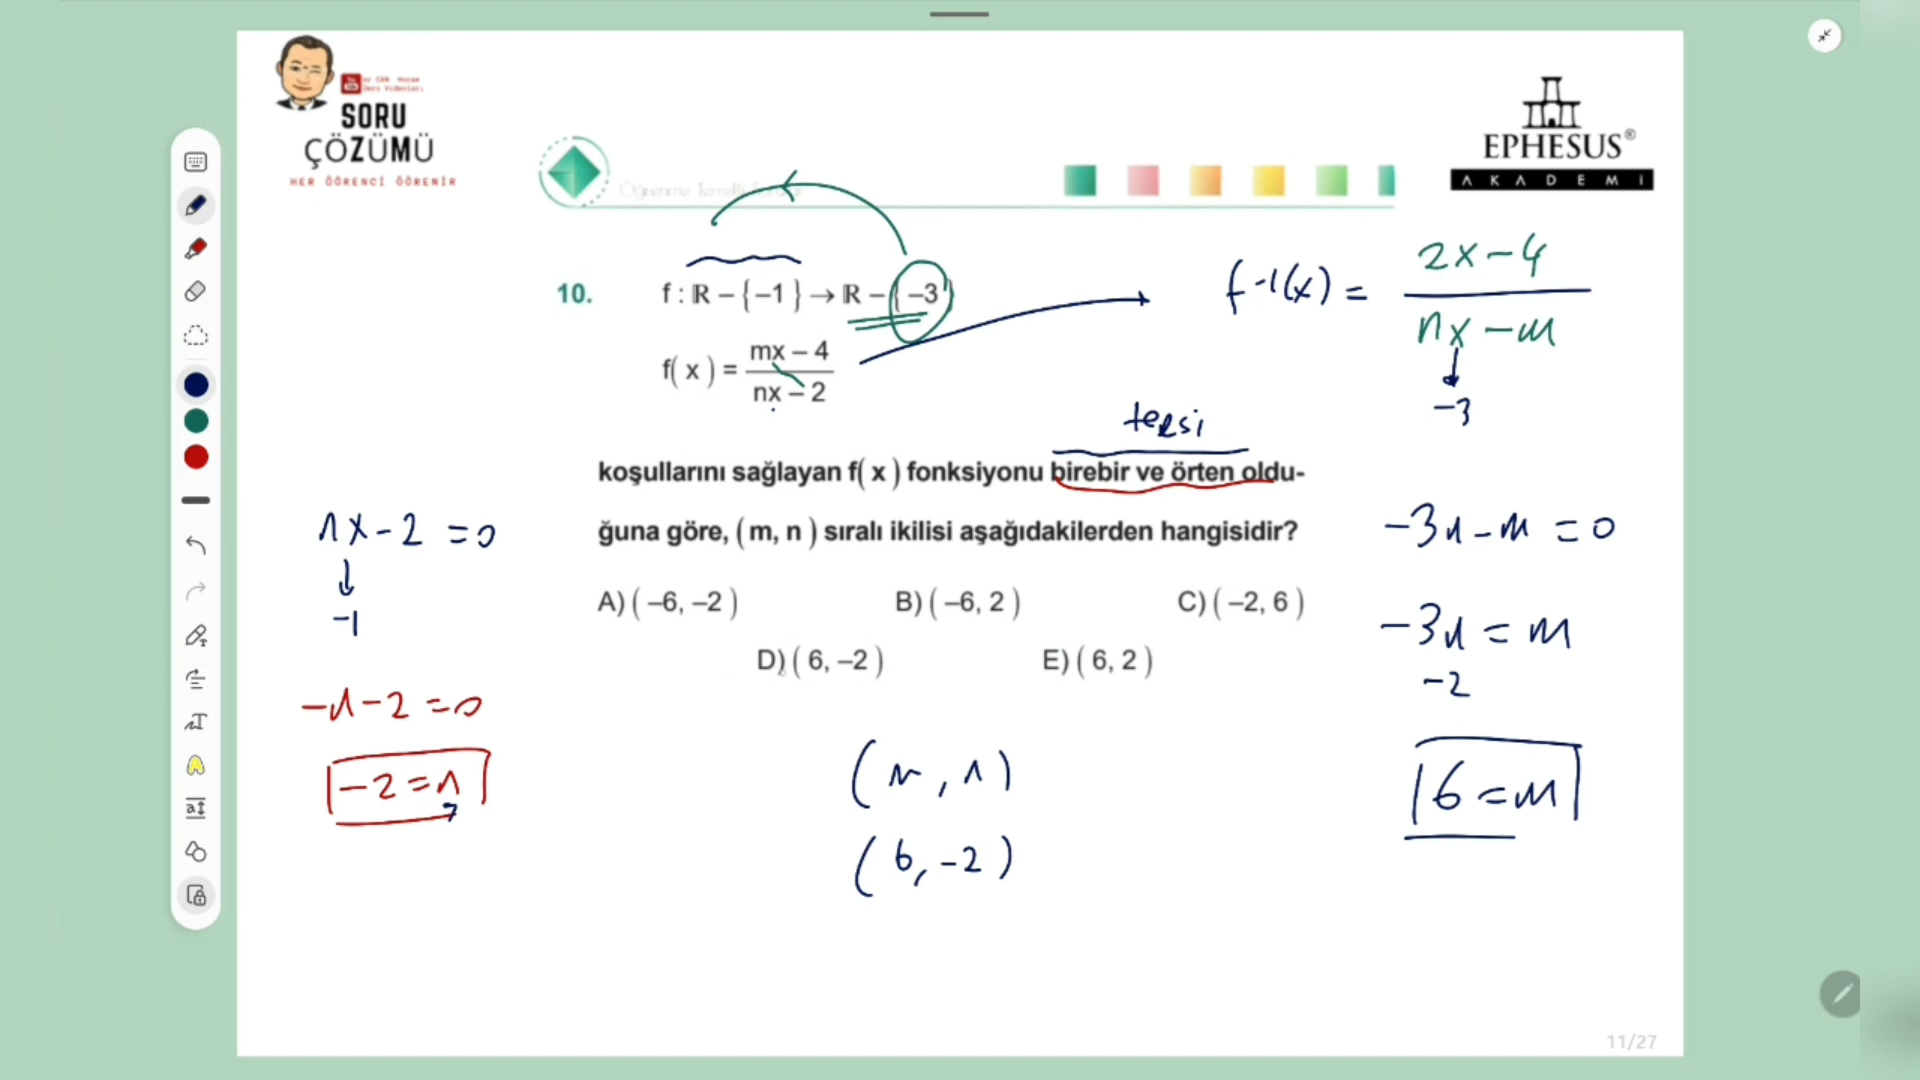 SORU
ÇÖZÜMÜ
HER ÖĞRENCİ ÖĞRENİR
EPHESUS®
AKADEMİ
10. f : ℝ – {–1} → ℝ – {–3}
f( x ) = mx – 4 / nx – 2
f-1(x) = 2x – 4 / nx – m
-3
tersi
koşullarını sağlayan f( x ) fonksiyonu birebir ve örten oldu-
ğuna göre, ( m, n ) sıralı ikilisi aşağıdakilerden hangisidir?
A) ( –6, –2 ) B) ( –6, 2 ) C) ( –2, 6 )
D) ( 6, –2 ) E) ( 6, 2 )
nx - 2 = 0
-1
-n - 2 = 0
-2 = n
-3n - m = 0
-3n = m
-2
6 = m
(m, n)
(6, -2)
11/27